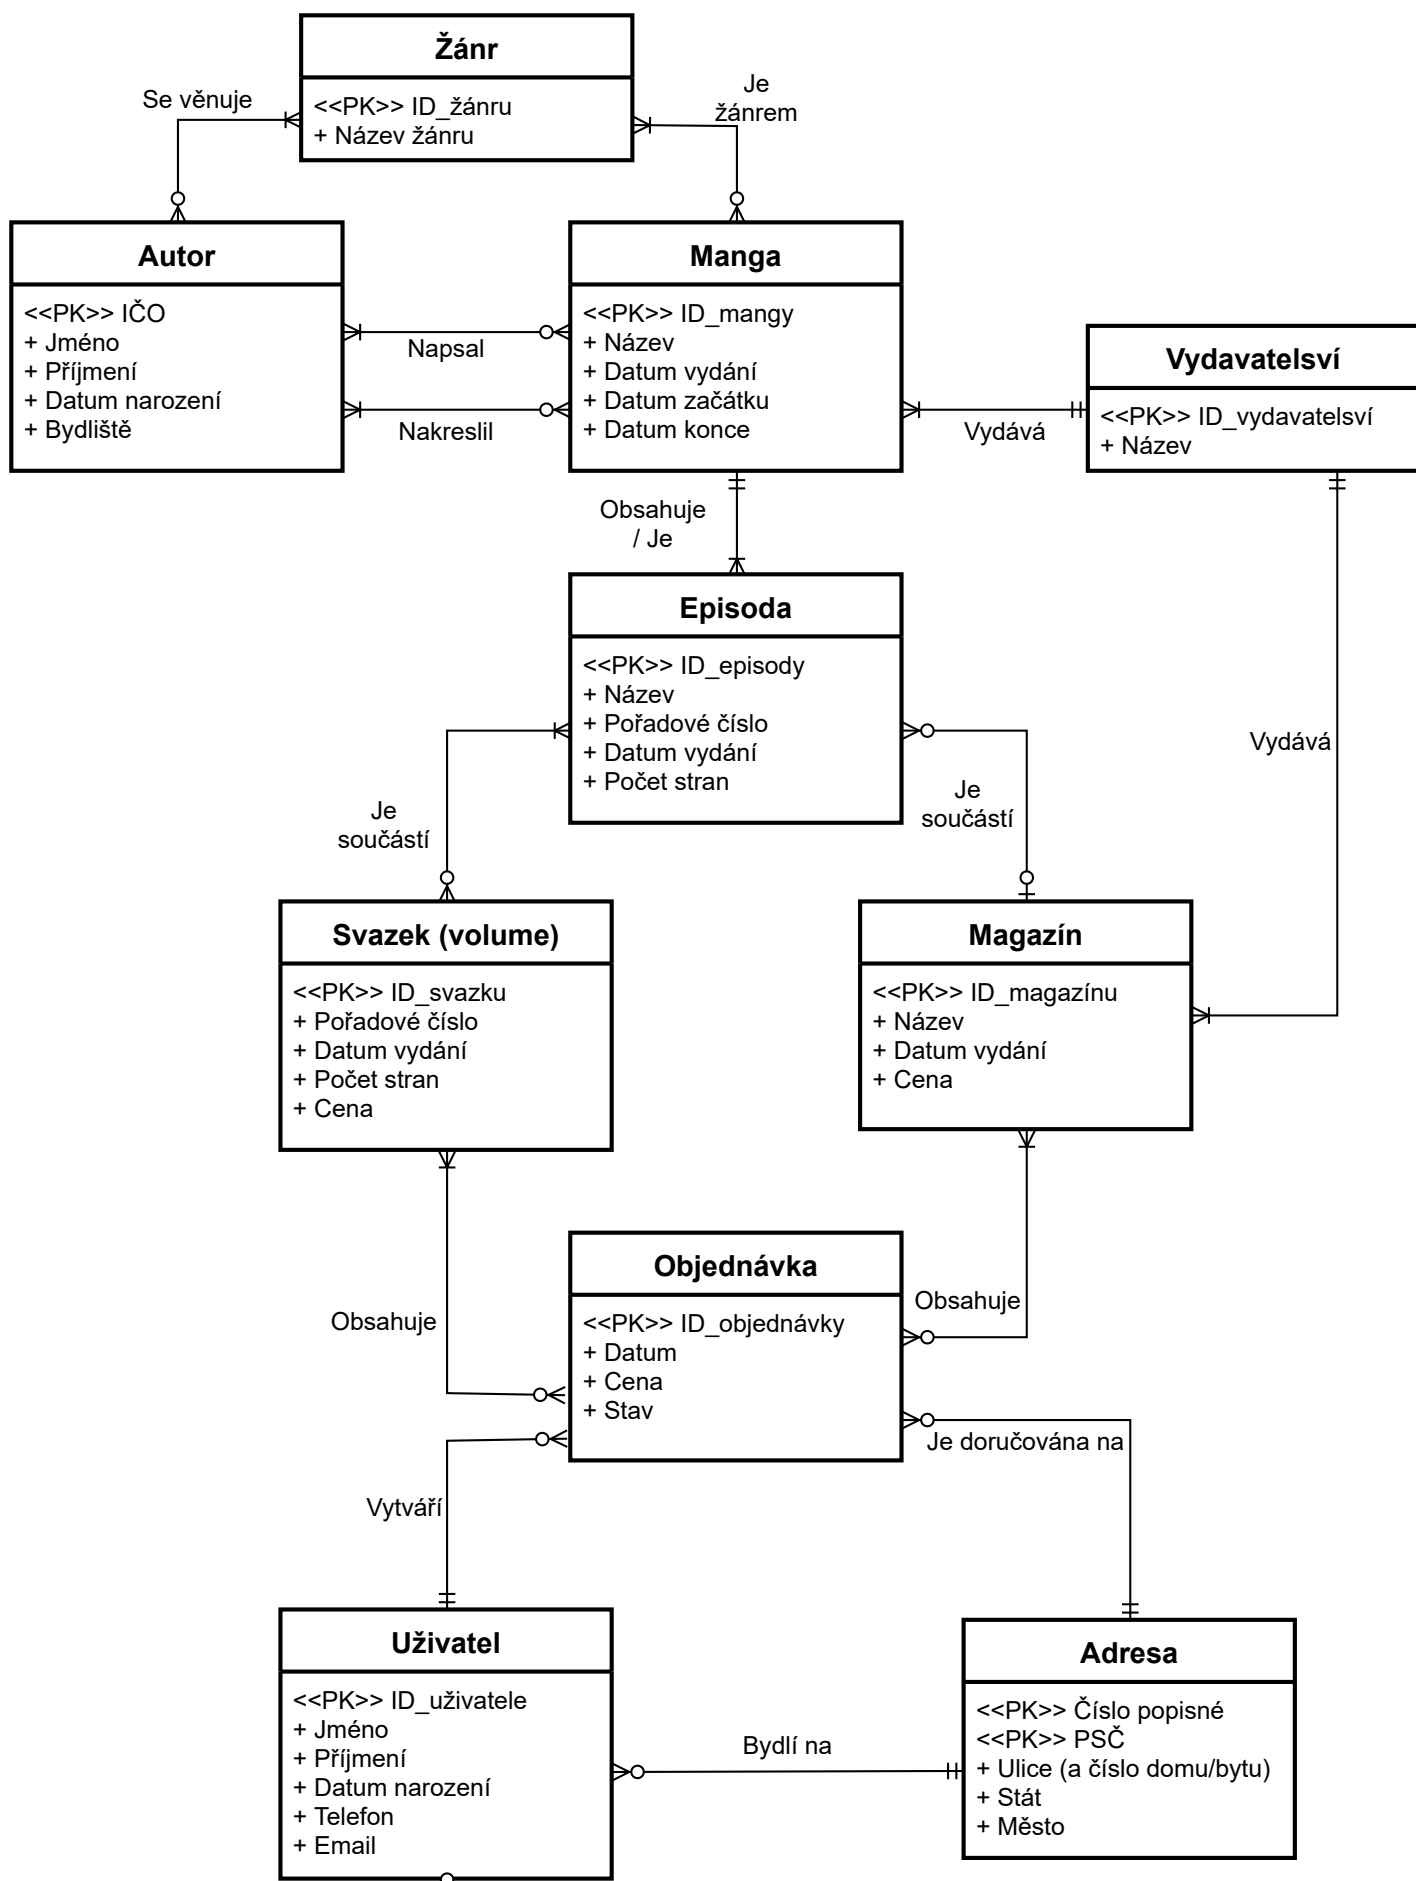 Žánr
<<PK>> ID_žánru
+ Název žánru
Se věnuje
Je
žánrem
Autor
<<PK>> IČO
+ Jméno
+ Příjmení
+ Datum narození
+ Bydliště
Napsal
Nakreslil
Manga
<<PK>> ID_mangy
+ Název
+ Datum vydání
+ Datum začátku
+ Datum konce
Vydává
Vydavatelsví
<<PK>> ID_vydavatelsví
+ Název
Obsahuje
/ Je
Episoda
<<PK>> ID_episody
+ Název
+ Pořadové číslo
+ Datum vydání
+ Počet stran
Vydává
Je
součástí
Je
součástí
Svazek (volume)
<<PK>> ID_svazku
+ Pořadové číslo
+ Datum vydání
+ Počet stran
+ Cena
Magazín
<<PK>> ID_magazínu
+ Název
+ Datum vydání
+ Cena
Obsahuje
Objednávka
<<PK>> ID_objednávky
+ Datum
+ Cena
+ Stav
Obsahuje
Je doručována na
Vytváří
Uživatel
<<PK>> ID_uživatele
+ Jméno
+ Příjmení
+ Datum narození
+ Telefon
+ Email
Bydlí na
Adresa
<<PK>> Číslo popisné
<<PK>> PSČ
+ Ulice (a číslo domu/bytu)
+ Stát
+ Město